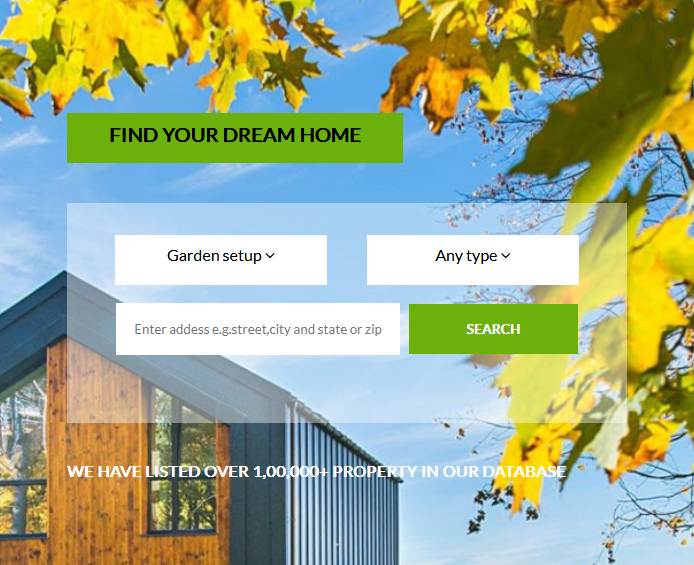 FIND YOUR DREAM HOME
Garden setup
Any type
Enter addess e.g.street,city and state or zip
SEARCH
WE HAVE LISTED OVER 1,00,000+ PROPERTY IN OUR DATABASE